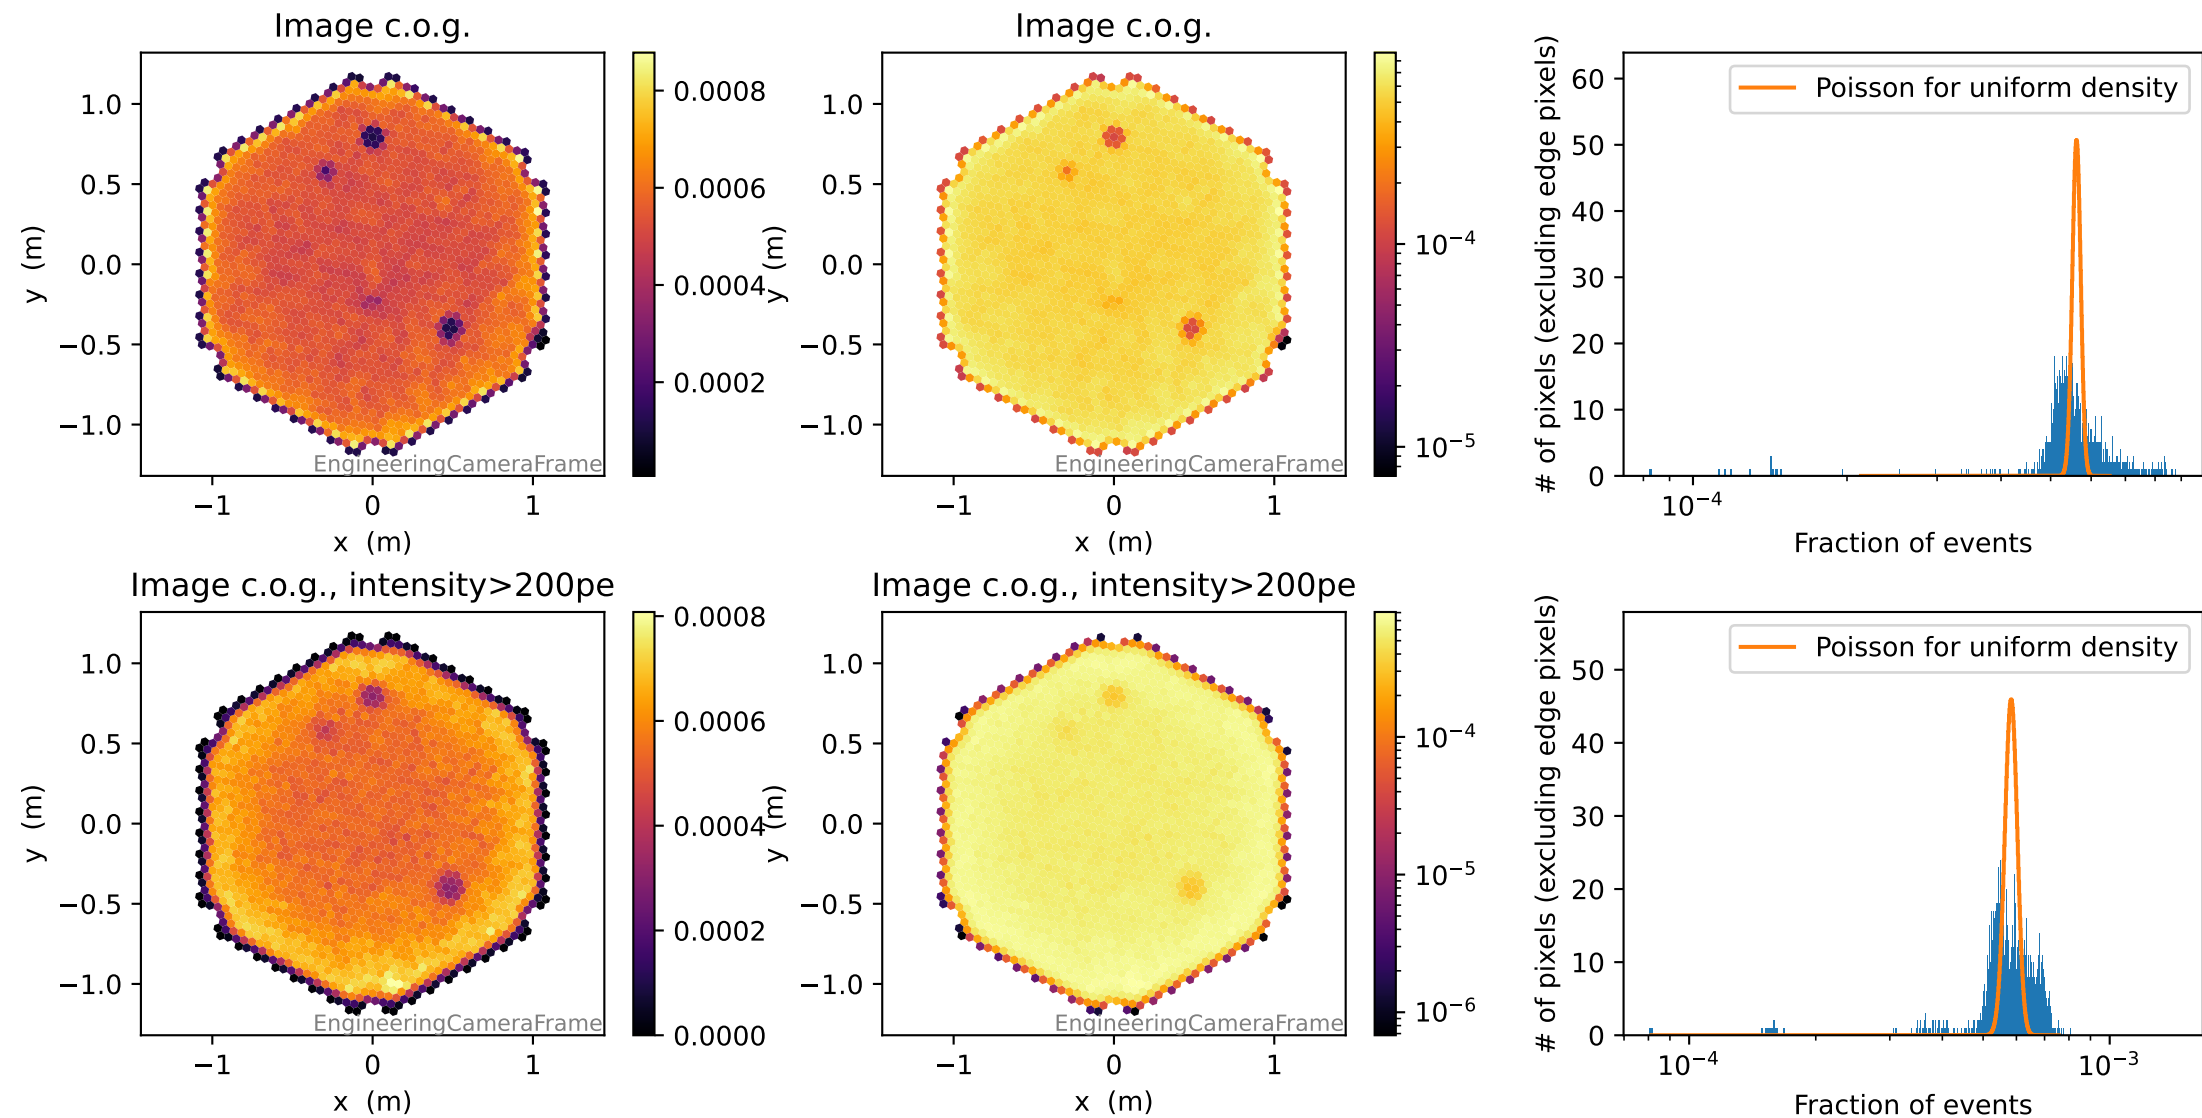 Image c.o.g.
1.0
0.5
0.0
−0.5
−1.0
y (m)
−1
0
1
x (m)
EngineeringCameraFrame
0.0008
0.0006
0.0004
0.0002
Image c.o.g.
1.0
0.5
0.0
−0.5
−1.0
y (m)
−1
0
1
x (m)
EngineeringCameraFrame
10⁻⁴
10⁻⁵
Poisson for uniform density
60
50
40
30
20
10
0
# of pixels (excluding edge pixels)
10⁻⁴
Fraction of events
Image c.o.g., intensity>200pe
1.0
0.5
0.0
−0.5
−1.0
y (m)
−1
0
1
x (m)
EngineeringCameraFrame
0.0008
0.0006
0.0004
0.0002
0.0000
Image c.o.g., intensity>200pe
1.0
0.5
0.0
−0.5
−1.0
y (m)
−1
0
1
x (m)
EngineeringCameraFrame
10⁻⁴
10⁻⁵
10⁻⁶
Poisson for uniform density
50
40
30
20
10
0
# of pixels (excluding edge pixels)
10⁻⁴
10⁻³
Fraction of events